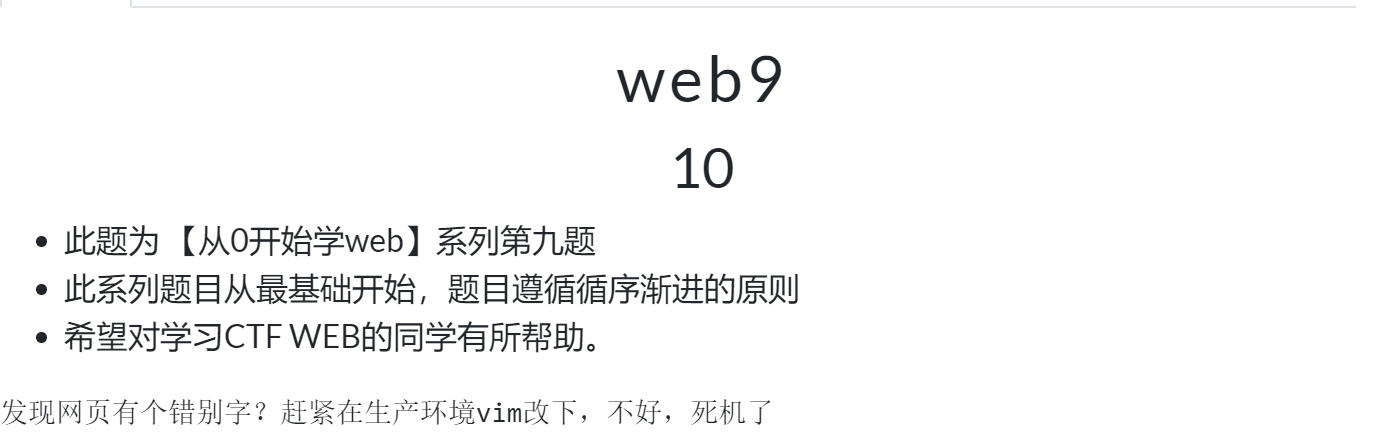 web9
10
此题为 【从0开始学web】系列第九题
此系列题目从最基础开始，题目遵循循序渐进的原则
希望对学习CTF WEB的同学有所帮助。
发现网页有个错别字？赶紧在生产环境vim改下，不好，死机了